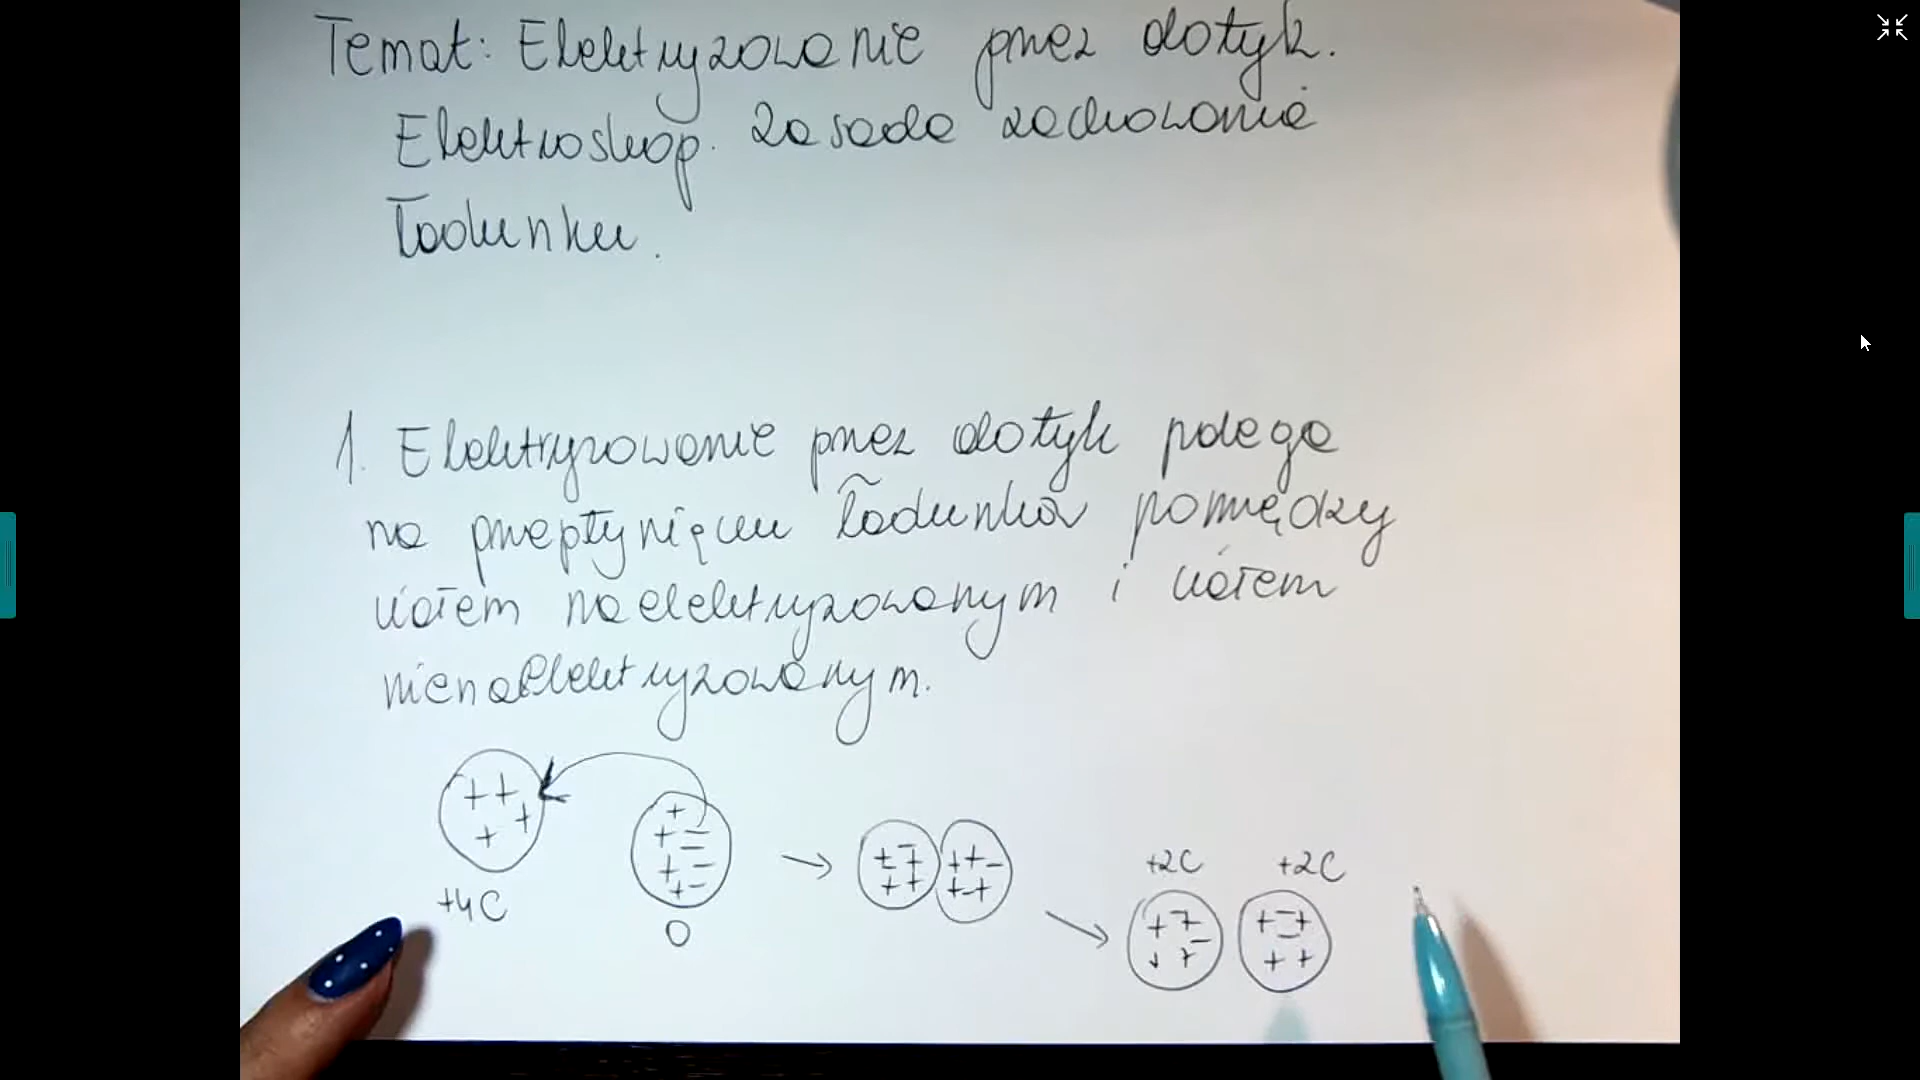 Temat: Elektryzowanie przez dotyk.
Elektroskop. Zasada zachowania
ładunku.
1. Elektryzowanie przez dotyk polega
na przepłynięciu ładunków pomiędzy
ciałem naelektryzowanym i ciałem
nienaelektryzowanym.
+ +
+
+
+
+ -
-
+ -
+ -
+ - +
+ +
+ + -
+ +
+4C
0
+2C +2C
+ - +
-
+ +
+ - +
-
+ +